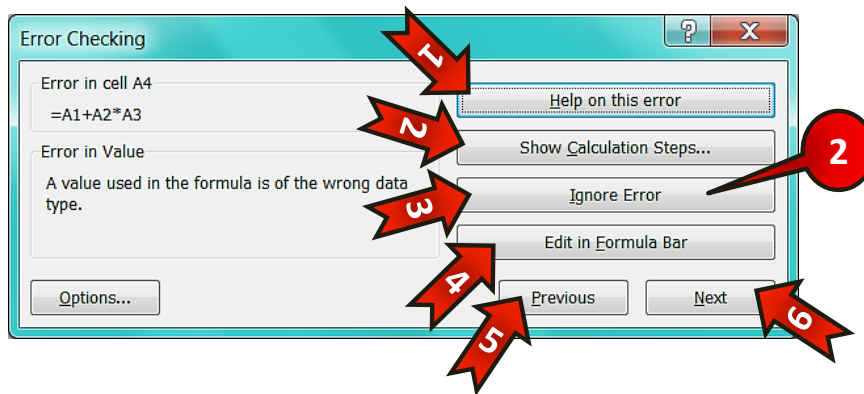 Error Checking
?
X
1
Error in cell A4
=A1+A2*A3
Help on this error
2
Show Calculation Steps...
2
Error in Value
A value used in the formula is of the wrong data
type.
3
Ignore Error
4
Edit in Formula Bar
Options...
5
Previous
Next
6